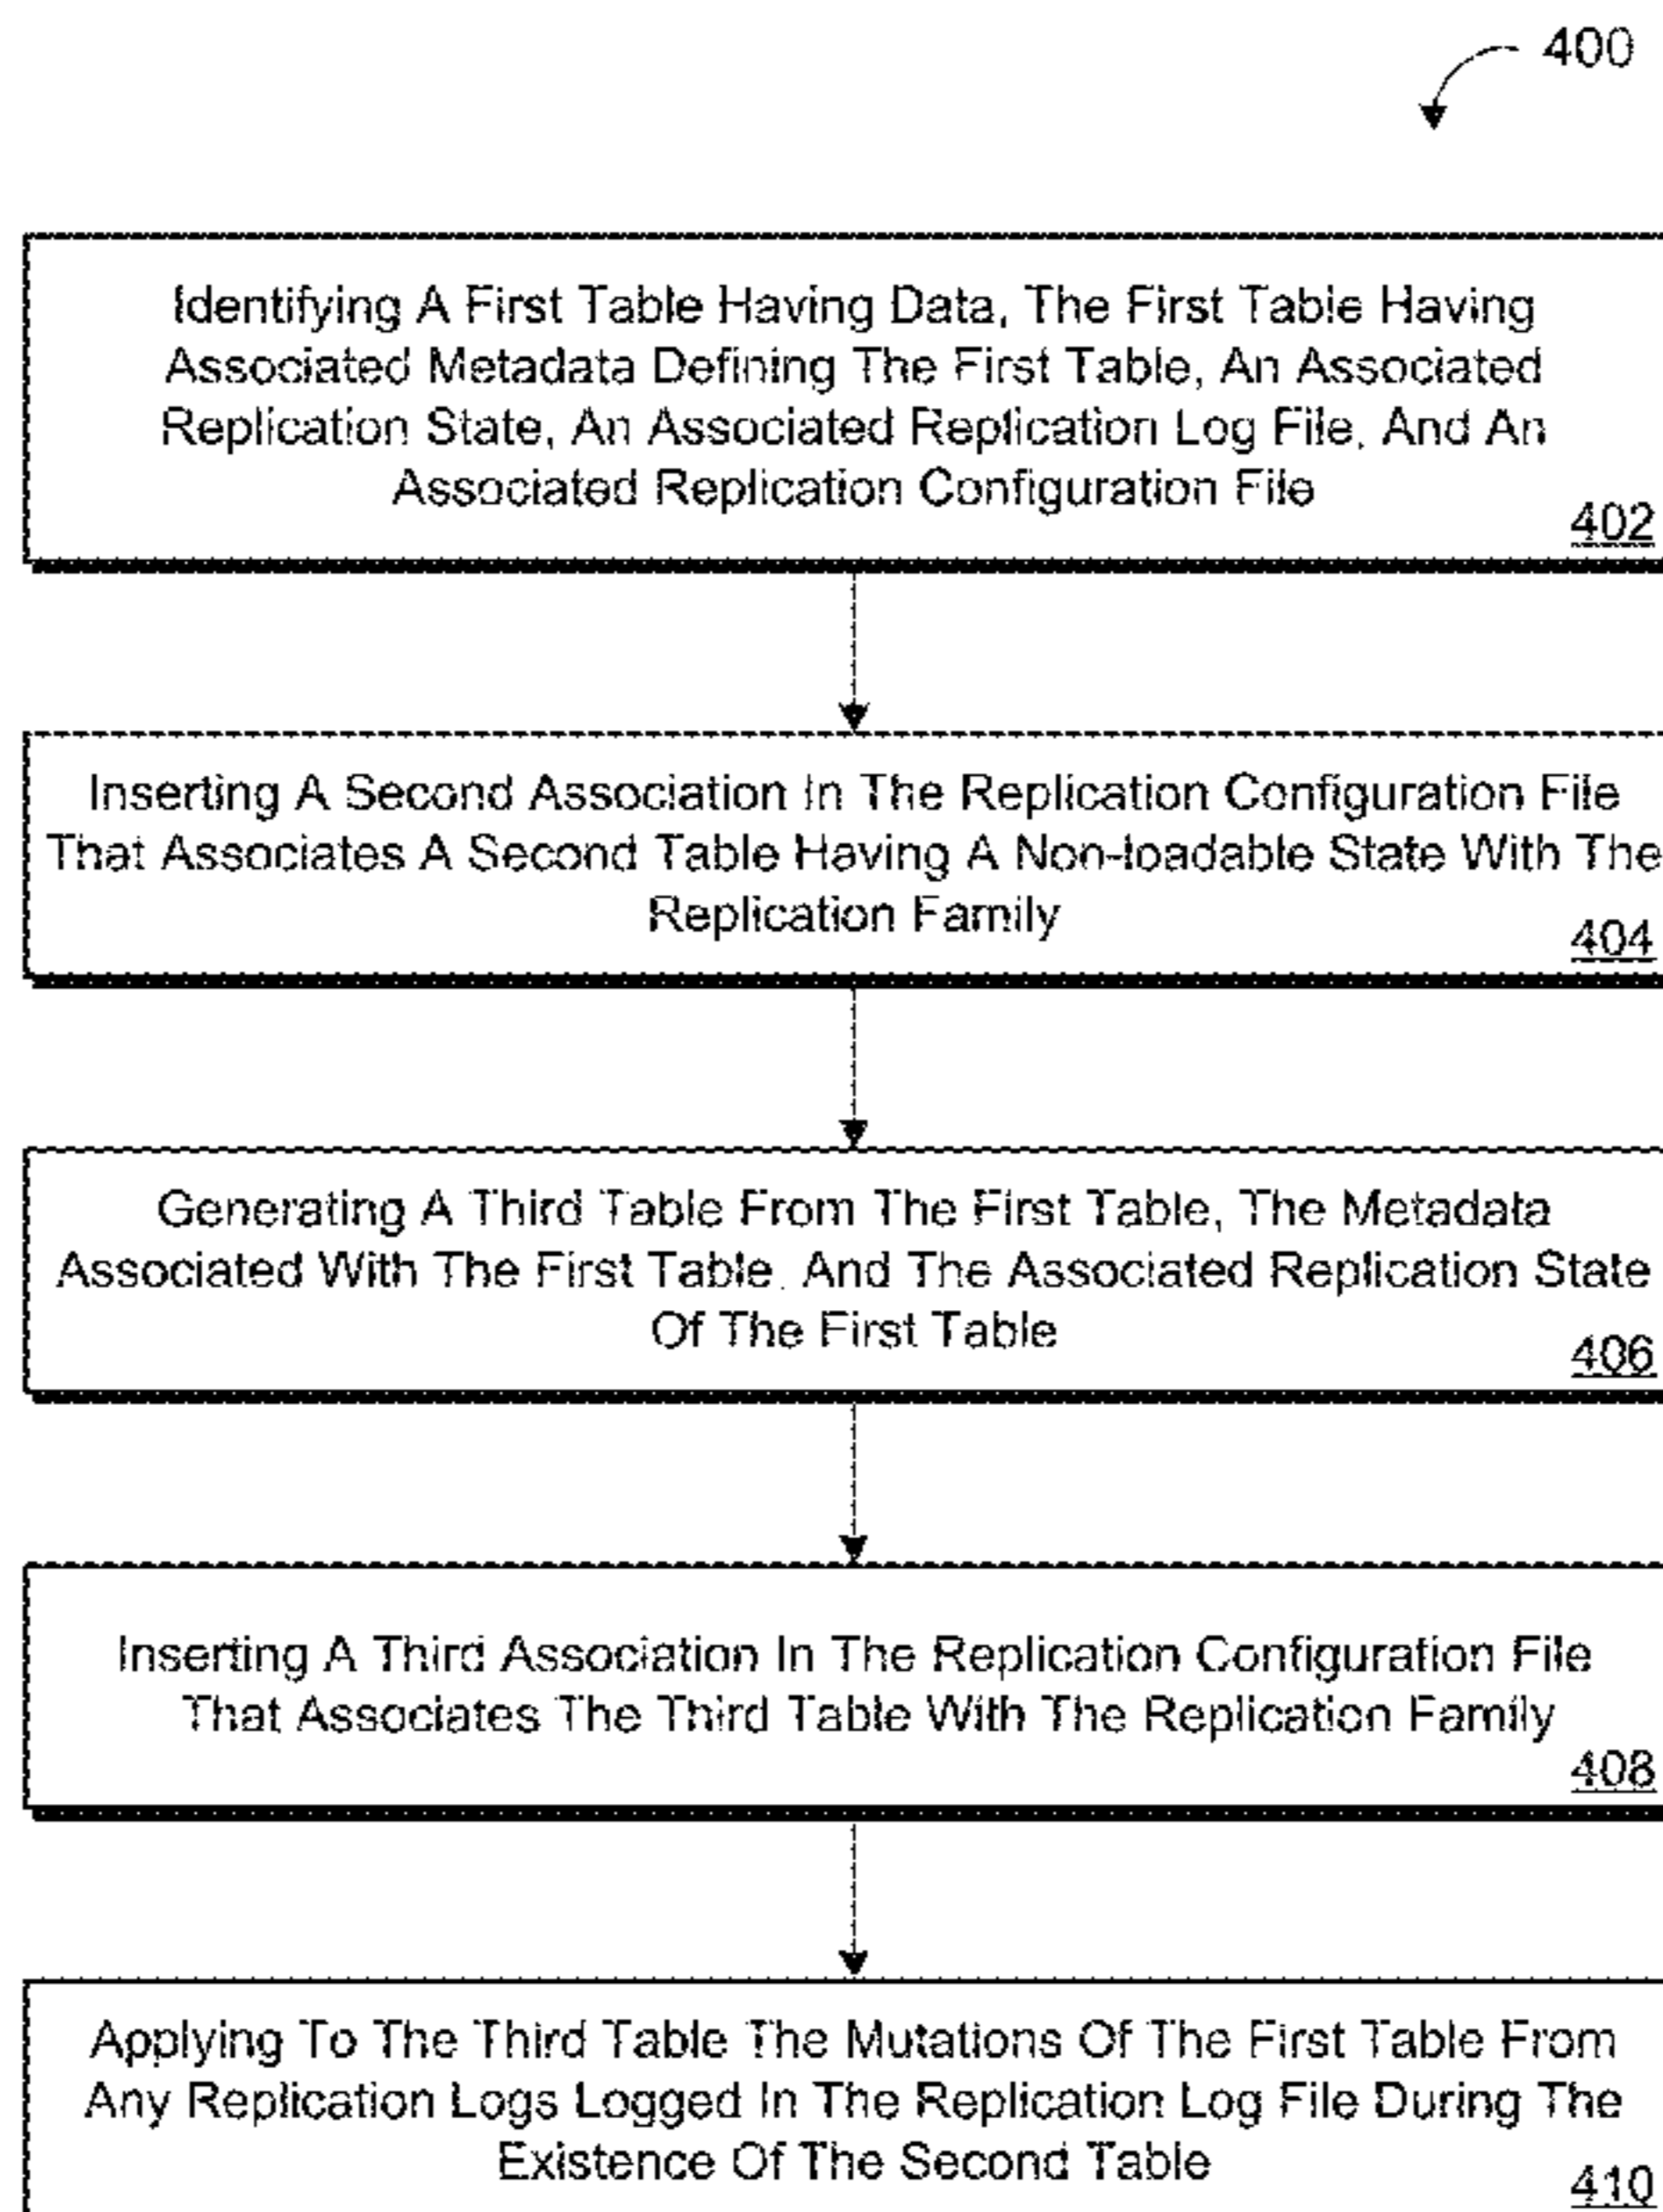 400
Identifying A First Table Having Data, The First Table Having
Associated Metadata Defining The First Table, An Associated
Replication State, An Associated Replication Log File, And An
Associated Replication Configuration File
402
Inserting A Second Association In The Replication Configuration File
That Associates A Second Table Having A Non-loadable State With The
Replication Family
404
Generating A Third Table From The First Table, The Metadata
Associated With The First Table, And The Associated Replication State
Of The First Table
406
Inserting A Third Association In The Replication Configuration File
That Associates The Third Table With The Replication Family
408
Applying To The Third Table The Mutations Of The First Table From
Any Replication Logs Logged In The Replication Log File During The
Existence Of The Second Table
410